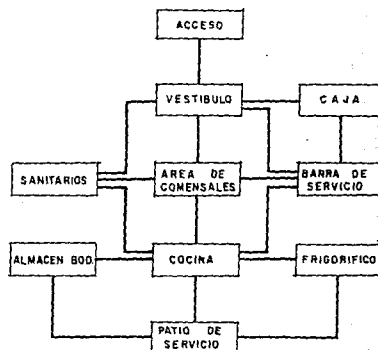 ACCESO
VESTIBULO
CAJA
SANITARIOS
AREA DE
COMENSALES
BARRA DE
SERVICIO
ALMACEN BOD.
COCINA
FRIGORIFICO
PATIO DE
SERVICIO